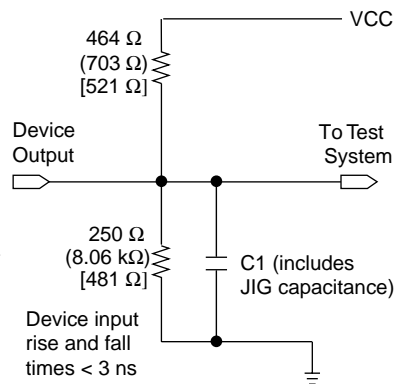 VCC
464 Ω
(703 Ω)
[521 Ω]
Device
Output
To Test
System
250 Ω
(8.06 kΩ)
[481 Ω]
C1 (includes
JIG capacitance)
Device input
rise and fall
times < 3 ns